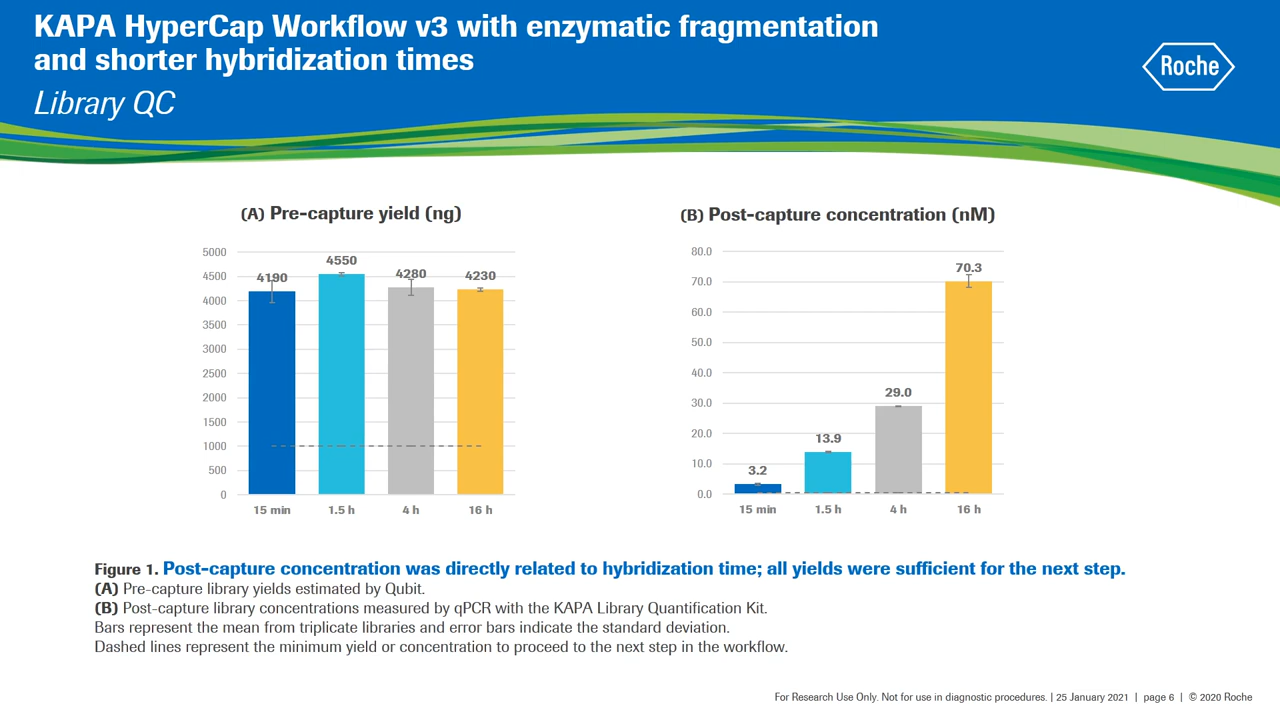 KAPA HyperCap Workflow v3 with enzymatic fragmentation
and shorter hybridization times
Library QC
Roche
(A) Pre-capture yield (ng)
5000
4500
4000
3500
3000
2500
2000
1500
1000
500
0
4190
4550
4280
4230
15 min
1.5 h
4 h
16 h
(B) Post-capture concentration (nM)
80.0
70.0
60.0
50.0
40.0
30.0
20.0
10.0
0.0
3.2
13.9
29.0
70.3
15 min
1.5 h
4 h
16 h
Figure 1. Post-capture concentration was directly related to hybridization time; all yields were sufficient for the next step.
(A) Pre-capture library yields estimated by Qubit.
(B) Post-capture library concentrations measured by qPCR with the KAPA Library Quantification Kit.
Bars represent the mean from triplicate libraries and error bars indicate the standard deviation.
Dashed lines represent the minimum yield or concentration to proceed to the next step in the workflow.
For Research Use Only. Not for use in diagnostic procedures. | 25 January 2021 | page 6 | © 2020 Roche